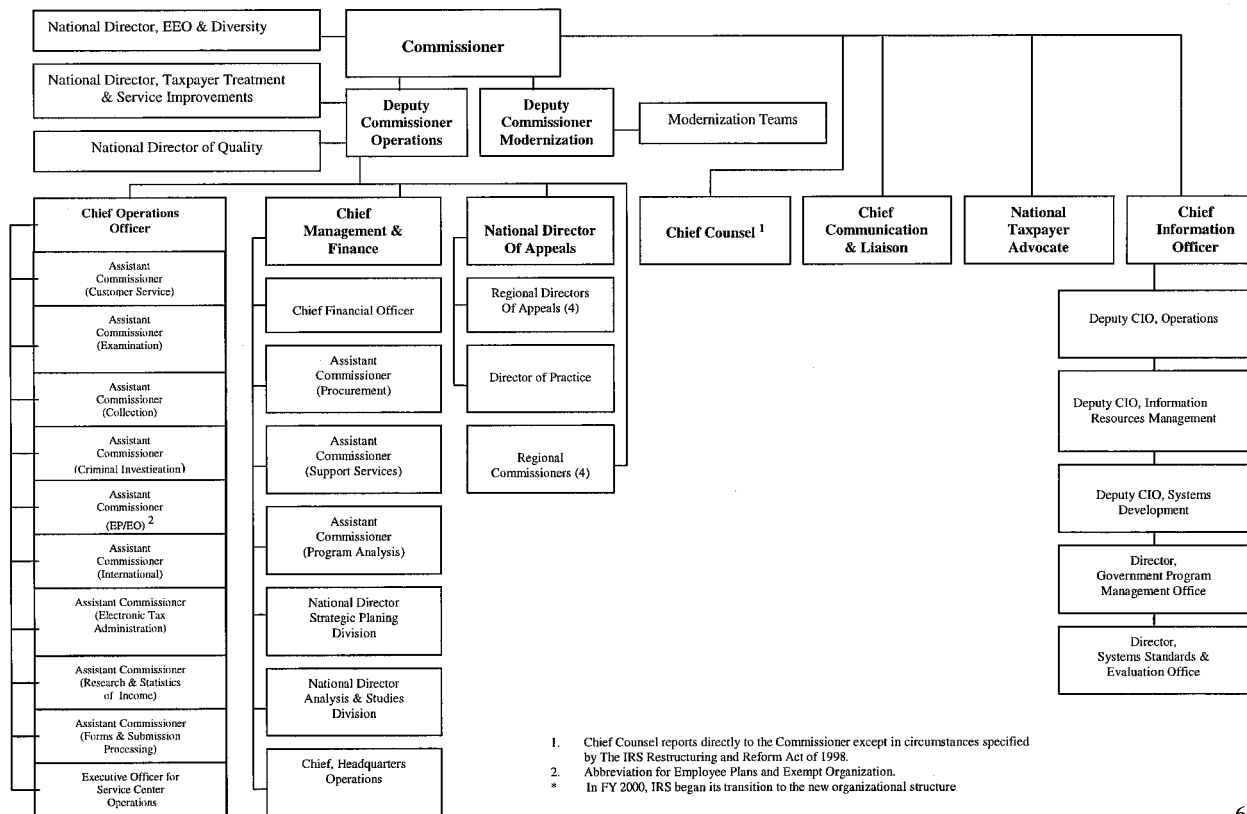 National Director, EEO & Diversity
Commissioner
National Director, Taxpayer Treatment
& Service Improvements
Deputy
Commissioner
Operations
Deputy
Commissioner
Modernization
Modernization Teams
National Director of Quality
Chief Operations
Officer
Chief
Management &
Finance
National Director
Of Appeals
Chief Counsel 1
Chief
Communication
& Liaison
National
Taxpayer
Advocate
Chief
Information
Officer
Assistant
Commissioner
(Customer Service)
Assistant
Commissioner
(Examination)
Assistant
Commissioner
(Collection)
Assistant
Commissioner
(Criminal Investigation)
Assistant
Commissioner
(EP/EO) 2
Assistant
Commissioner
(International)
Assistant Commissioner
(Electronic Tax
Administration)
Assistant Commissioner
(Research & Statistics
of Income)
Assistant Commissioner
(Forms & Submission
Processing)
Executive Officer for
Service Center
Operations
Chief Financial Officer
Assistant
Commissioner
(Procurement)
Assistant
Commissioner
(Support Services)
Assistant
Commissioner
(Program Analysis)
National Director
Strategic Planing
Division
National Director
Analysis & Studies
Division
Chief, Headquarters
Operations
Regional Directors
Of Appeals (4)
Director of Practice
Regional
Commissioners (4)
Deputy CIO, Operations
Deputy CIO, Information
Resources Management
Deputy CIO, Systems
Development
Director,
Government Program
Management Office
Director,
Systems Standards &
Evaluation Office
1. Chief Counsel reports directly to the Commissioner except in circumstances specified
by The IRS Restructuring and Reform Act of 1998.
2. Abbreviation for Employee Plans and Exempt Organization.
* In FY 2000, IRS began its transition to the new organizational structure
6